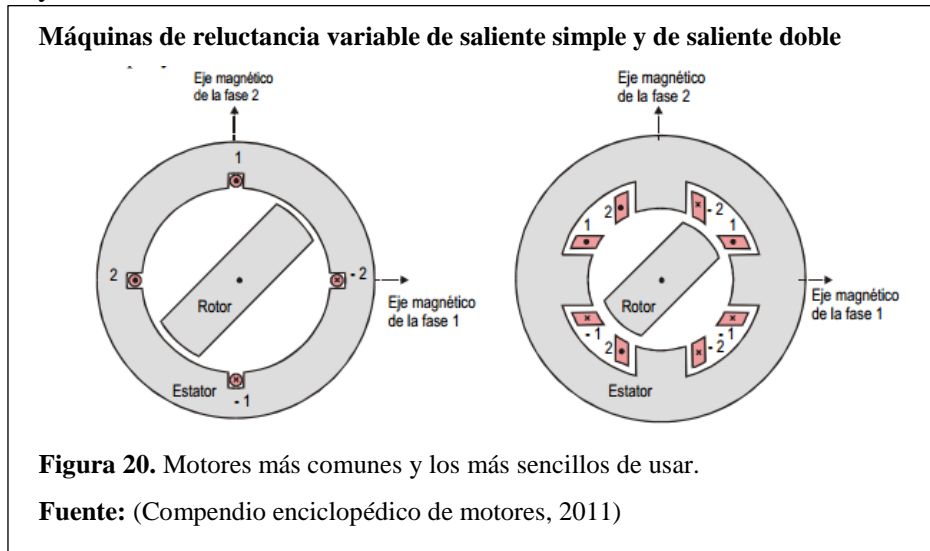 Máquinas de reluctancia variable de saliente simple y de saliente doble
Eje magnético
de la fase 2
1
2
- 2
Eje magnético
de la fase 1
Rotor
Estator
- 1
Eje magnético
de la fase 2
2
- 2
1
1
Eje magnético
de la fase 1
Rotor
- 1
- 1
2
- 2
Estator
Figura 20. Motores más comunes y los más sencillos de usar.
Fuente: (Compendio enciclopédico de motores, 2011)